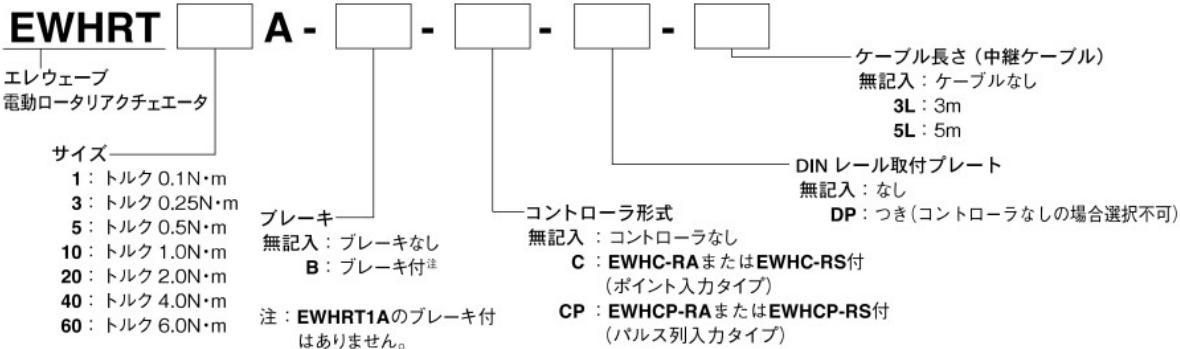 EWHRT A - - - -
エレウェーブ
電動ロータリアクチェエータ
サイズ
1：トルク 0.1N・m
3：トルク 0.25N・m
5：トルク 0.5N・m
10：トルク 1.0N・m
20：トルク 2.0N・m
40：トルク 4.0N・m
60：トルク 6.0N・m
ブレーキ
無記入：ブレーキなし
B：ブレーキ付注
注：EWHRT1Aのブレーキ付
はありません。
コントローラ形式
無記入：コントローラなし
C：EWHC-RAまたはEWHC-RS付
（ポイント入力タイプ）
CP：EWHCP-RAまたはEWHCP-RS付
（パルス列入力タイプ）
DIN レール取付プレート
無記入：なし
DP：つき（コントローラなしの場合選択不可）
ケーブル長さ（中継ケーブル）
無記入：ケーブルなし
3L：3m
5L：5m